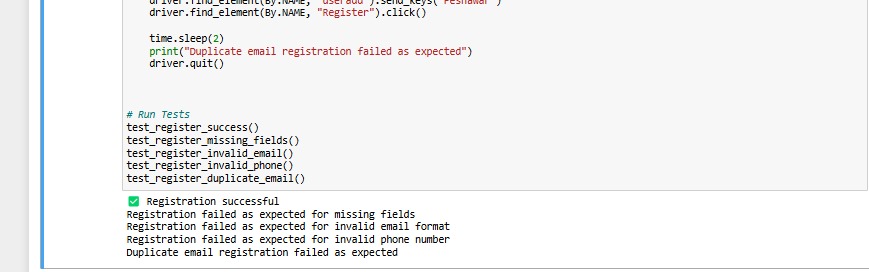 driver.find_element(By.NAME, "useradd").send_keys("Peshawar")
driver.find_element(By.NAME, "Register").click()
time.sleep(2)
print("Duplicate email registration failed as expected")
driver.quit()
# Run Tests
test_register_success()
test_register_missing_fields()
test_register_invalid_email()
test_register_invalid_phone()
test_register_duplicate_email()
✅ Registration successful
Registration failed as expected for missing fields
Registration failed as expected for invalid email format
Registration failed as expected for invalid phone number
Duplicate email registration failed as expected